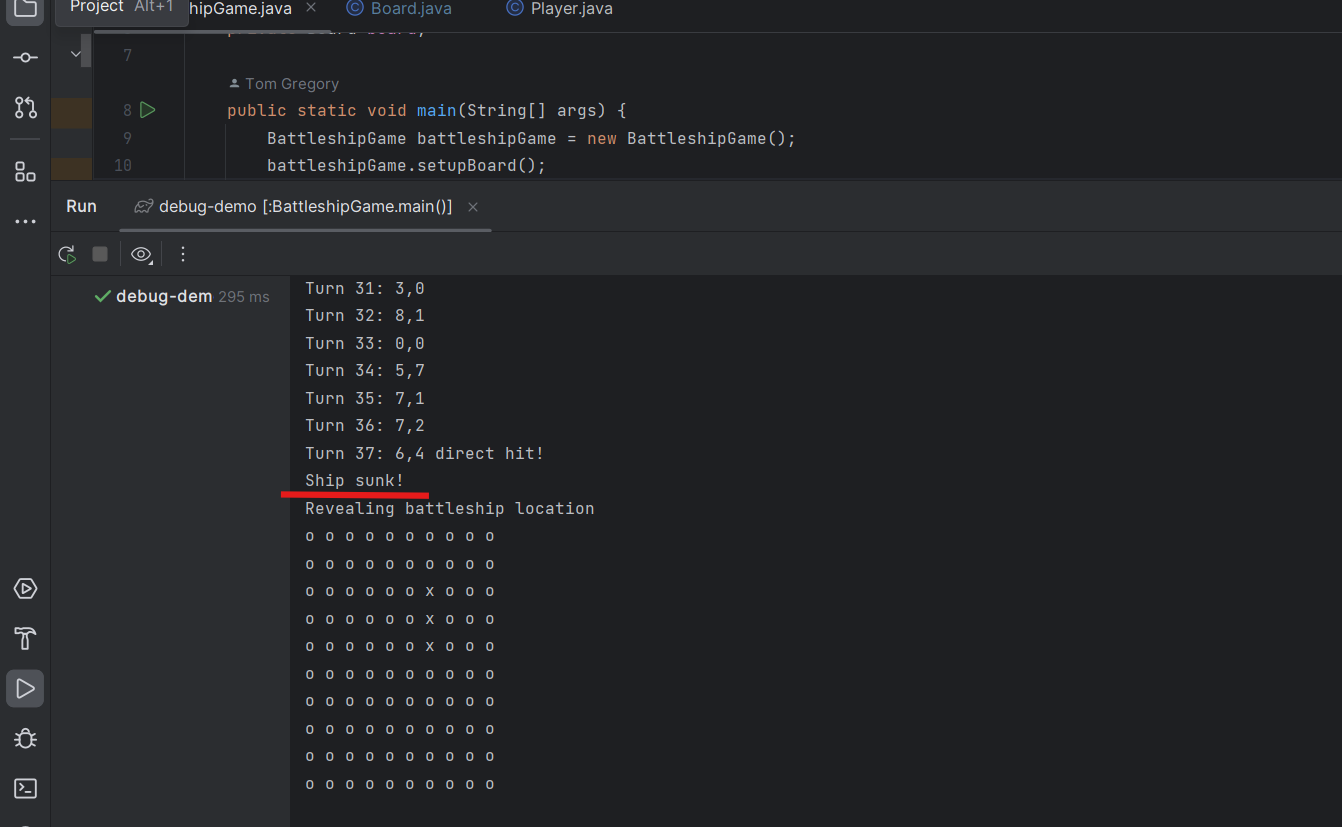 Project Alt+1
hipGame.java
Board.java
Player.java
7
Tom Gregory
8 public static void main(String[] args) {
9 BattleshipGame battleshipGame = new BattleshipGame();
10 battleshipGame.setupBoard();
Run debug-demo [:BattleshipGame.main()]
debug-dem 295 ms
Turn 31: 3,0
Turn 32: 8,1
Turn 33: 0,0
Turn 34: 5,7
Turn 35: 7,1
Turn 36: 7,2
Turn 37: 6,4 direct hit!
Ship sunk!
Revealing battleship location
o o o o o o o o o o
o o o o o o o o o o
o o o o o o x o o o
o o o o o o x o o o
o o o o o o x o o o
o o o o o o o o o o
o o o o o o o o o o
o o o o o o o o o o
o o o o o o o o o o
o o o o o o o o o o